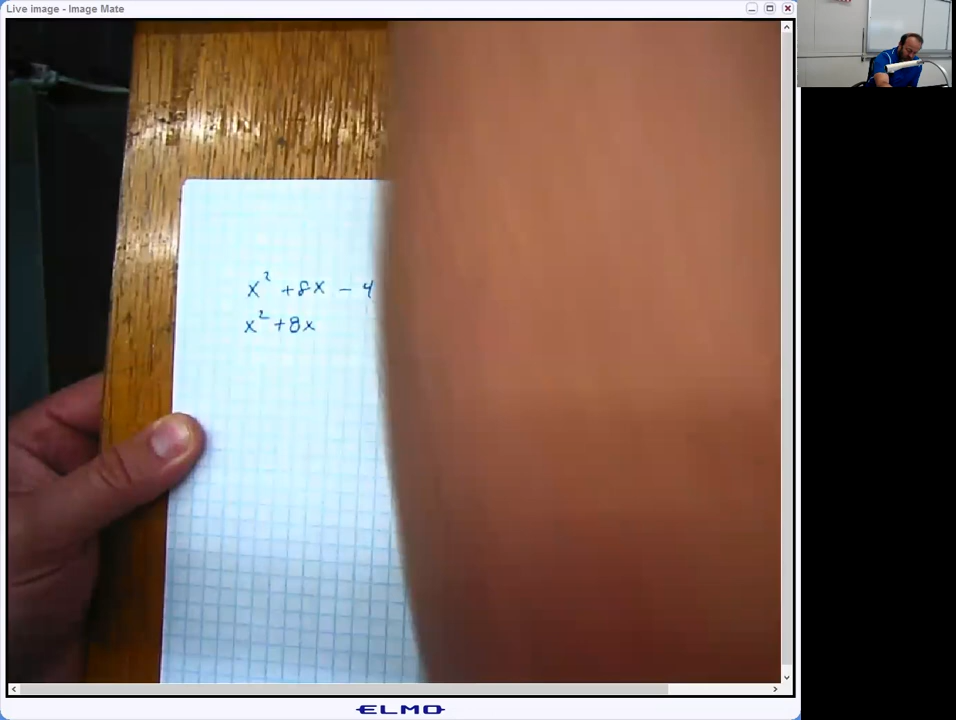 Live image - Image Mate
x² + 8x - 4
x² + 8x
ELMO